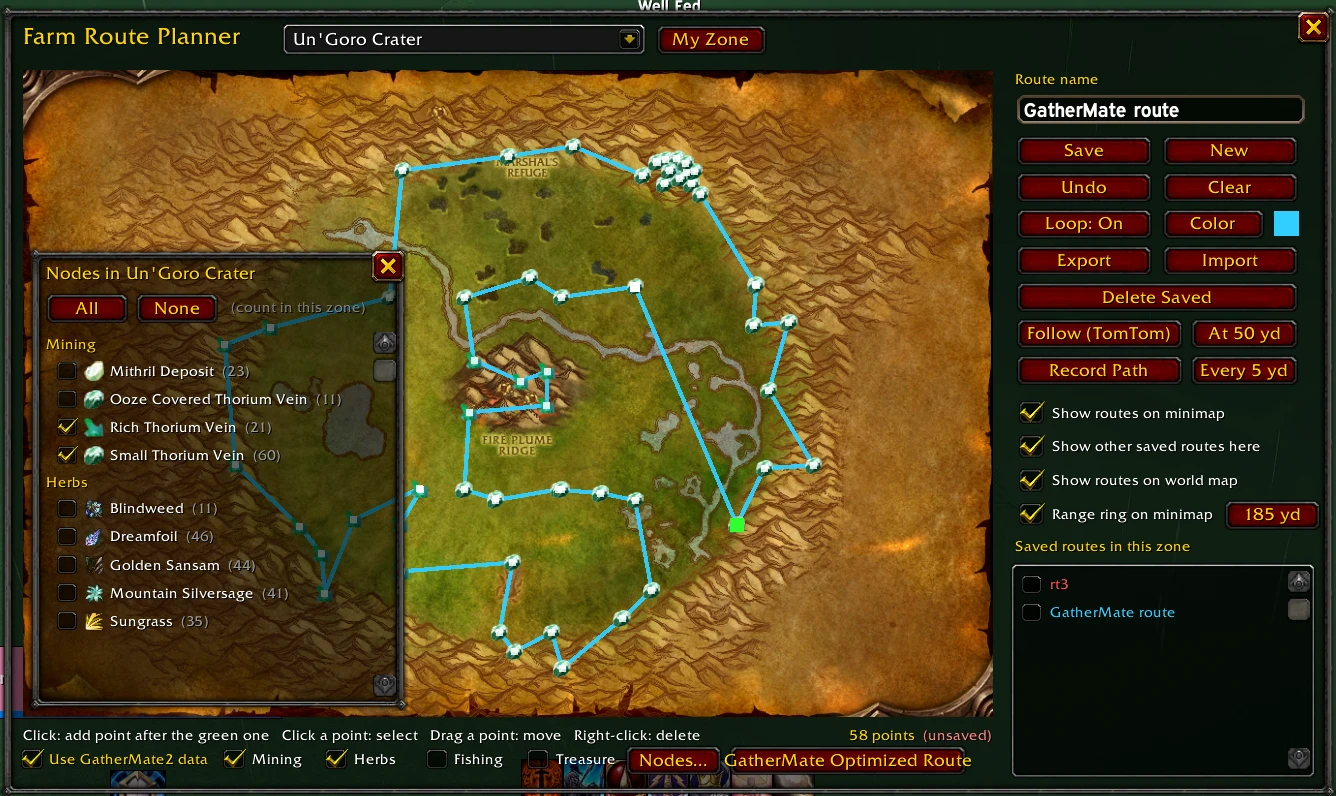 Well Fed
Farm Route Planner
Un'Goro Crater
My Zone
Route name
GatherMate route
Save
New
Undo
Clear
Loop: On
Color
Export
Import
Delete Saved
Follow (TomTom)
At 50 yd
Record Path
Every 5 yd
Show routes on minimap
Show other saved routes here
Show routes on world map
Range ring on minimap
185 yd
Saved routes in this zone
rt3
GatherMate route
MARSHAL'S
REFUGE
FIRE PLUME
RIDGE
Nodes in Un'Goro Crater
All
None
(count in this zone)
Mining
Mithril Deposit (23)
Ooze Covered Thorium Vein (11)
Rich Thorium Vein (21)
Small Thorium Vein (60)
Herbs
Blindweed (11)
Dreamfoil (46)
Golden Sansam (44)
Mountain Silversage (41)
Sungrass (35)
Click: add point after the green one Click a point: select Drag a point: move Right-click: delete
58 points (unsaved)
Use GatherMate2 data
Mining
Herbs
Fishing
Treasure
Nodes...
GatherMate Optimized Route